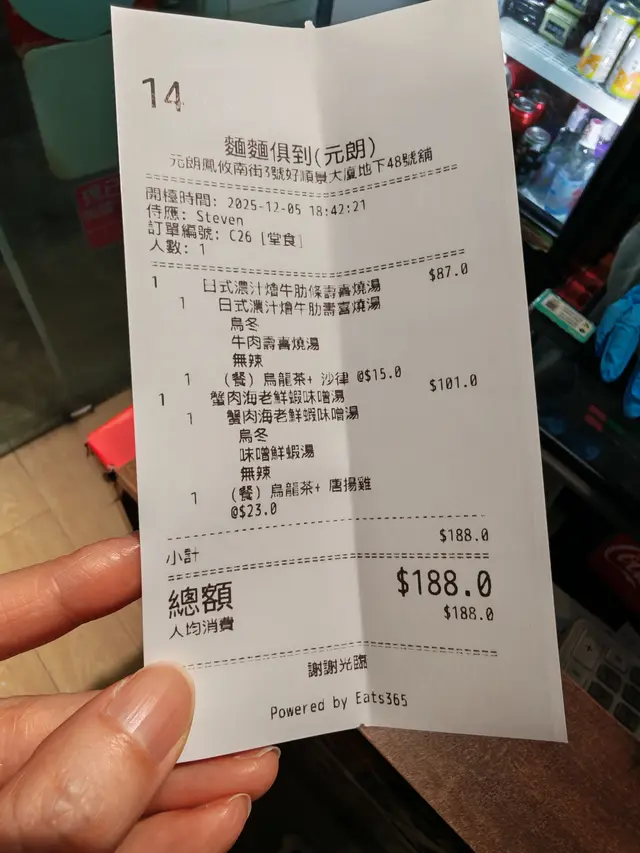 14
麵麵俱到(元朗)
元朗鳳攸南街3號好順景大廈地下48號舖
開檯時間: 2025-12-05 18:42:21
侍應: Steven
訂單編號: C26 [堂食]
人數: 1
1 日式濃汁燴牛肋條壽喜燒湯 $87.0
1 日式濃汁燴牛肋壽喜燒湯
烏冬
牛肉壽喜燒湯
無辣
1 (餐) 烏龍茶+ 沙律 @$15.0
1 蟹肉海老鮮蝦味噌湯 $101.0
1 蟹肉海老鮮蝦味噌湯
烏冬
味噌鮮蝦湯
無辣
1 (餐) 烏龍茶+ 唐揚雞
@$23.0
小計 $188.0
總額 $188.0
人均消費 $188.0
謝謝光臨
Powered by Eats365